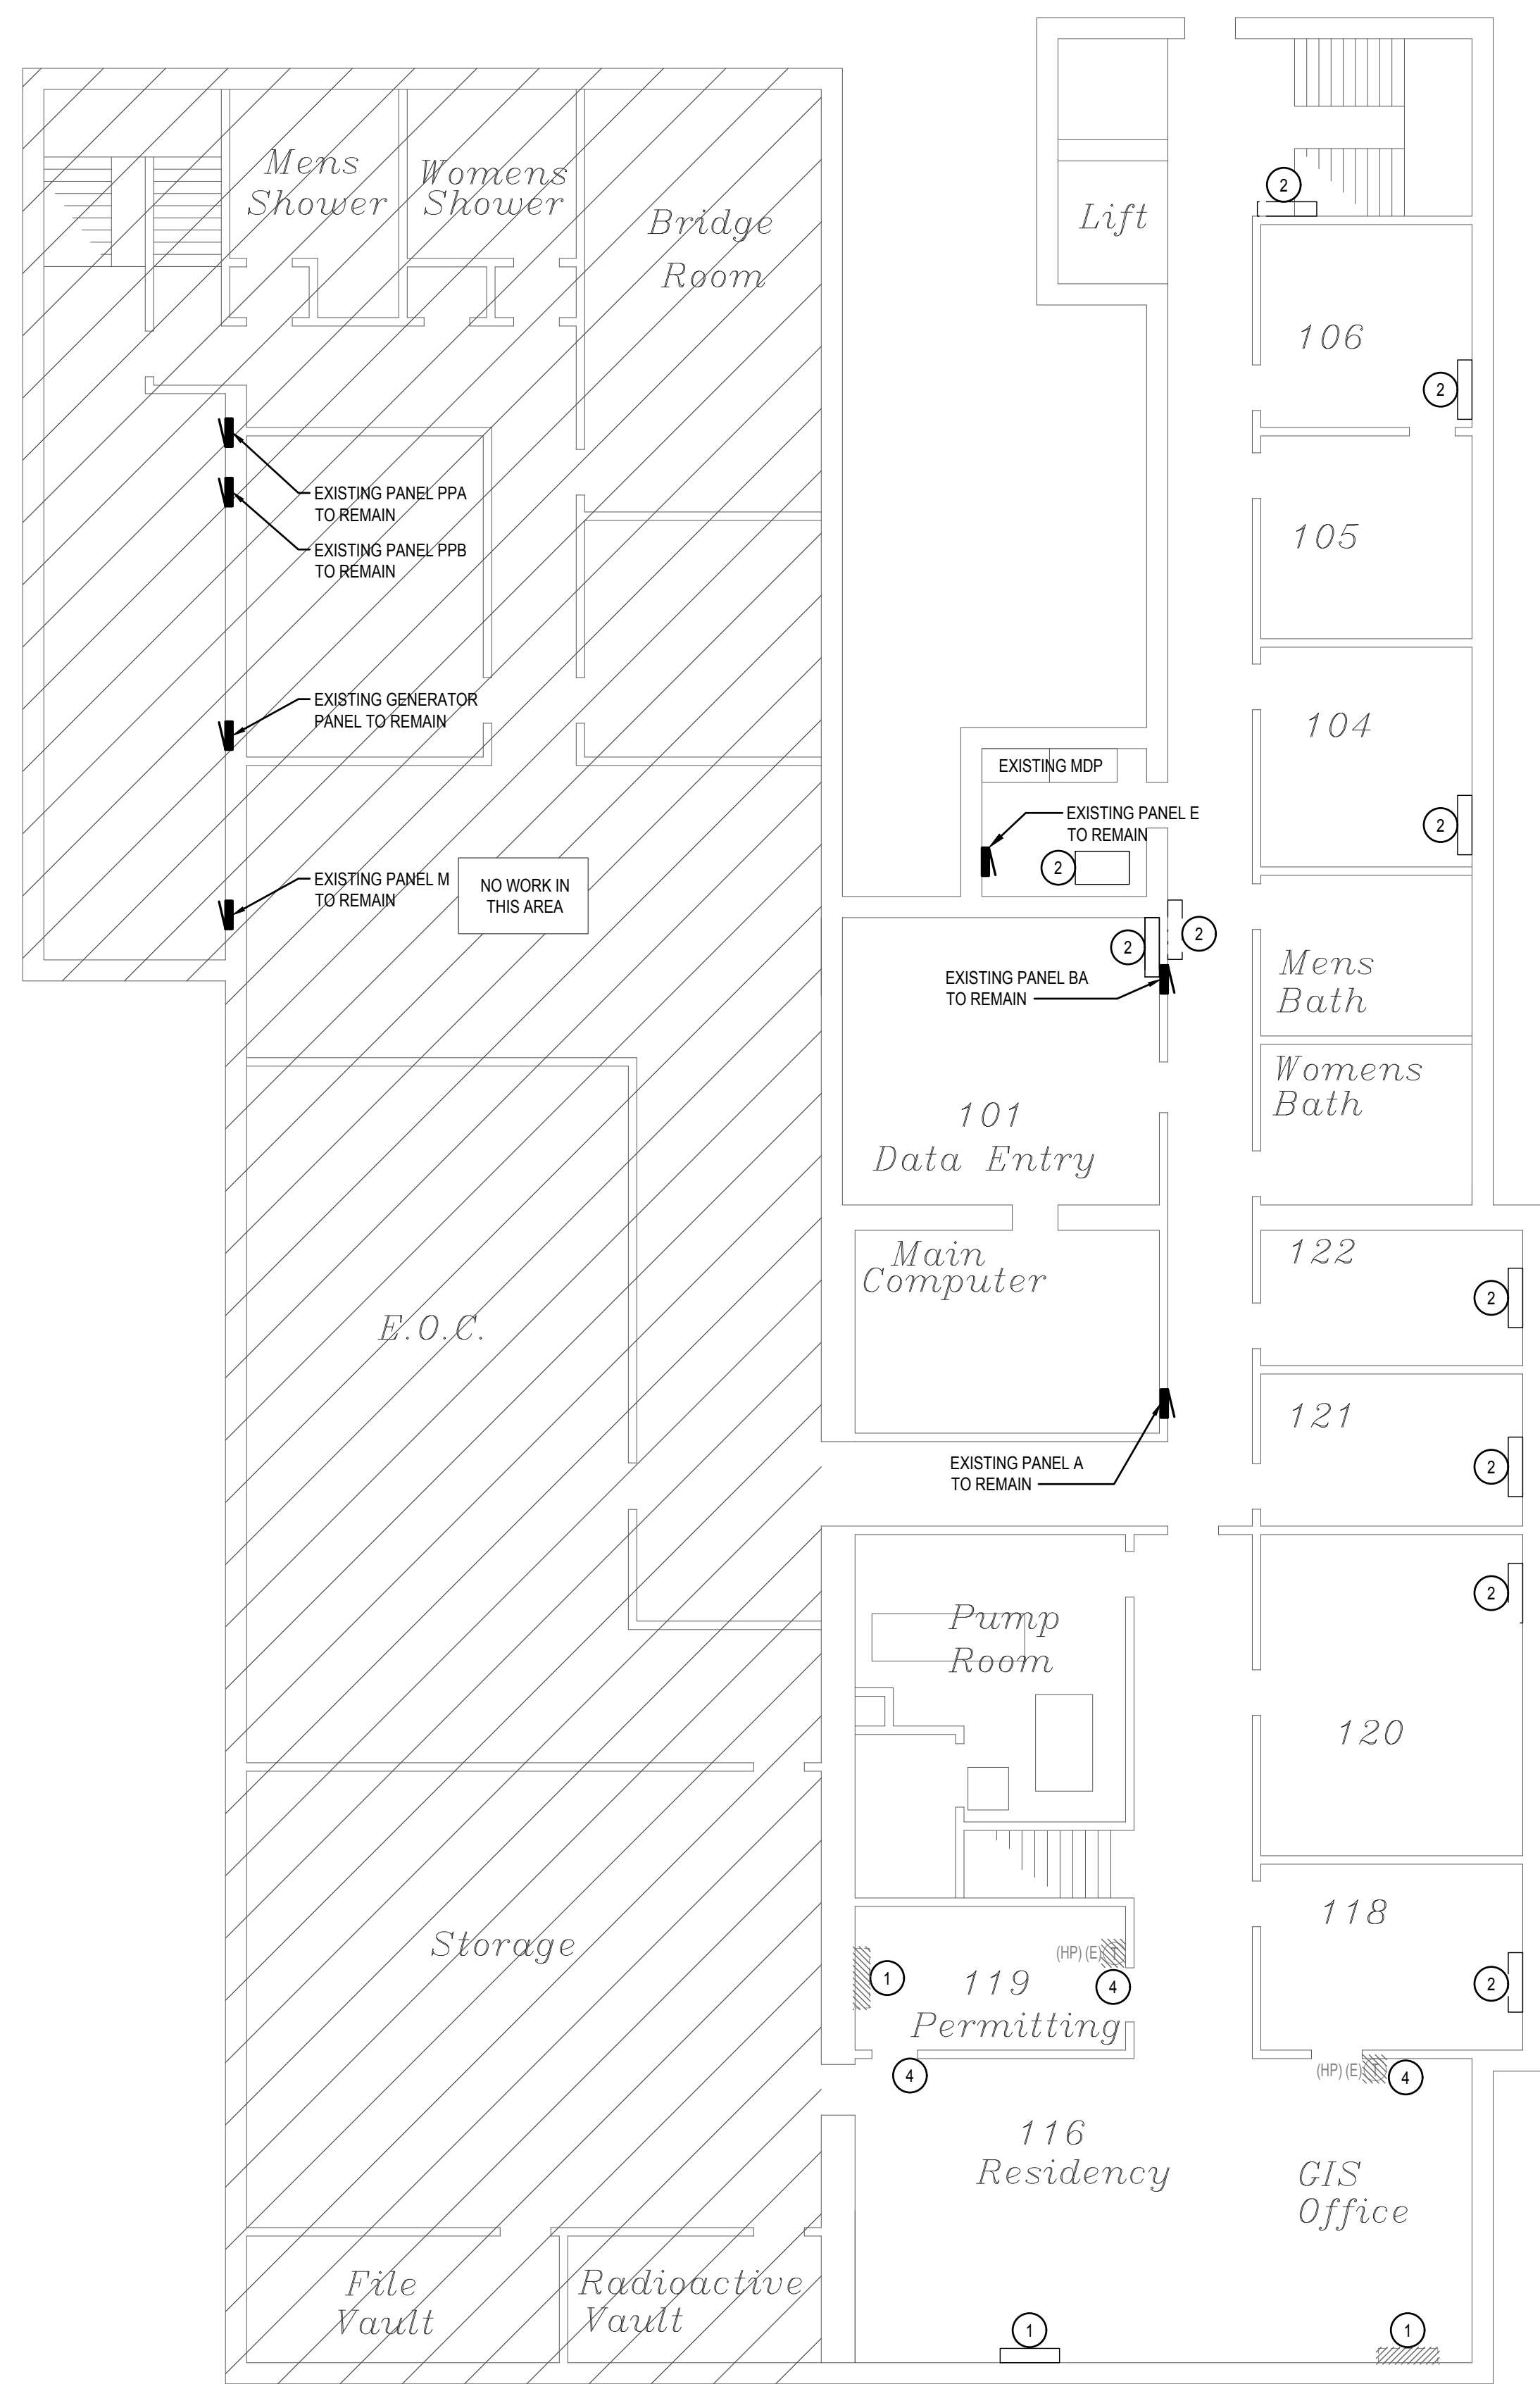 2
Mens
Shower
Womens
Shower
Lift
Bridge
Room
106
2
EXISTING PANEL PPA
TO REMAIN
105
EXISTING PANEL PPB
TO REMAIN
EXISTING GENERATOR
PANEL TO REMAIN
104
EXISTING MDP
EXISTING PANEL E
TO REMAIN
2
2
EXISTING PANEL M
TO REMAIN
NO WORK IN
THIS AREA
2
2
EXISTING PANEL BA
TO REMAIN
Mens
Bath
Womens
Bath
101
Data Entry
Main
Computer
122
2
E.O.C.
121
EXISTING PANEL A
TO REMAIN
2
2
Pump
Room
120
118
Storage
(HP) (E) T
1
4
119
Permitting
2
4
(HP) (E) T
4
116
Residency
GIS
Office
File
Vault
Radioactive
Vault
1
1